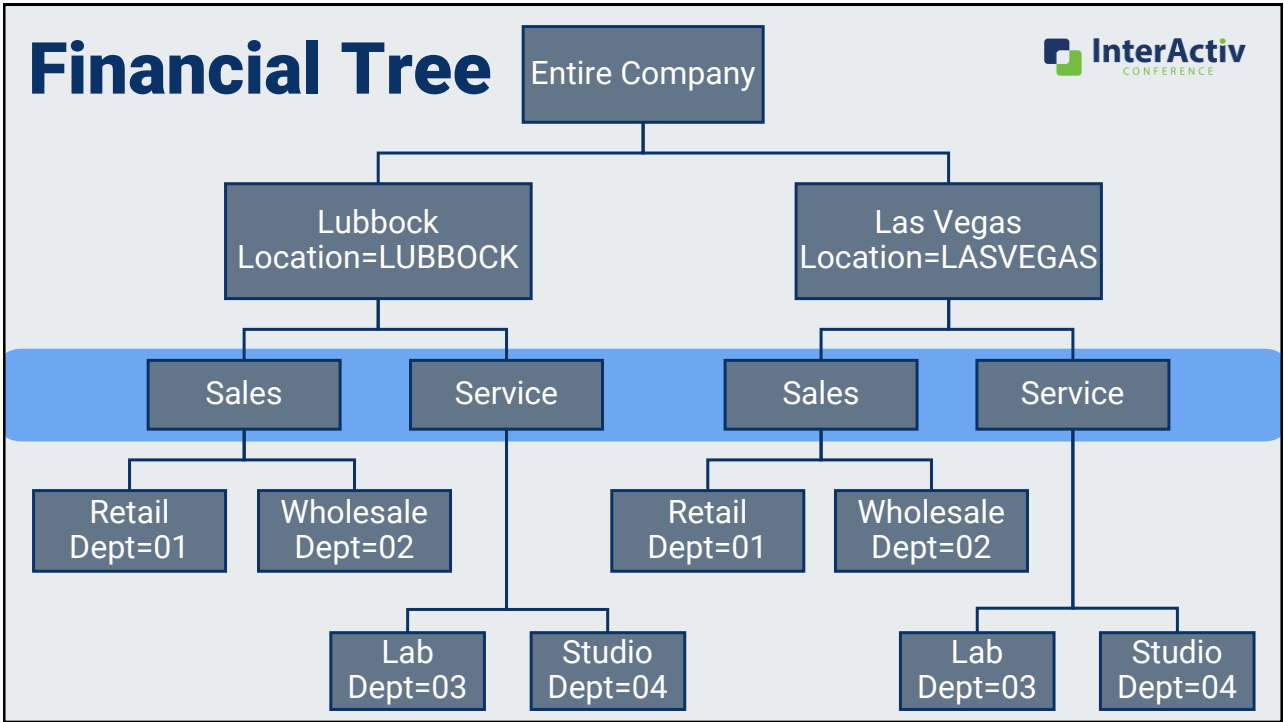 Financial Tree
Entire Company
InterActiv
CONFERENCE
Lubbock
Location=LUBBOCK
Las Vegas
Location=LASVEGAS
Sales
Service
Sales
Service
Retail
Dept=01
Wholesale
Dept=02
Retail
Dept=01
Wholesale
Dept=02
Lab
Dept=03
Studio
Dept=04
Lab
Dept=03
Studio
Dept=04